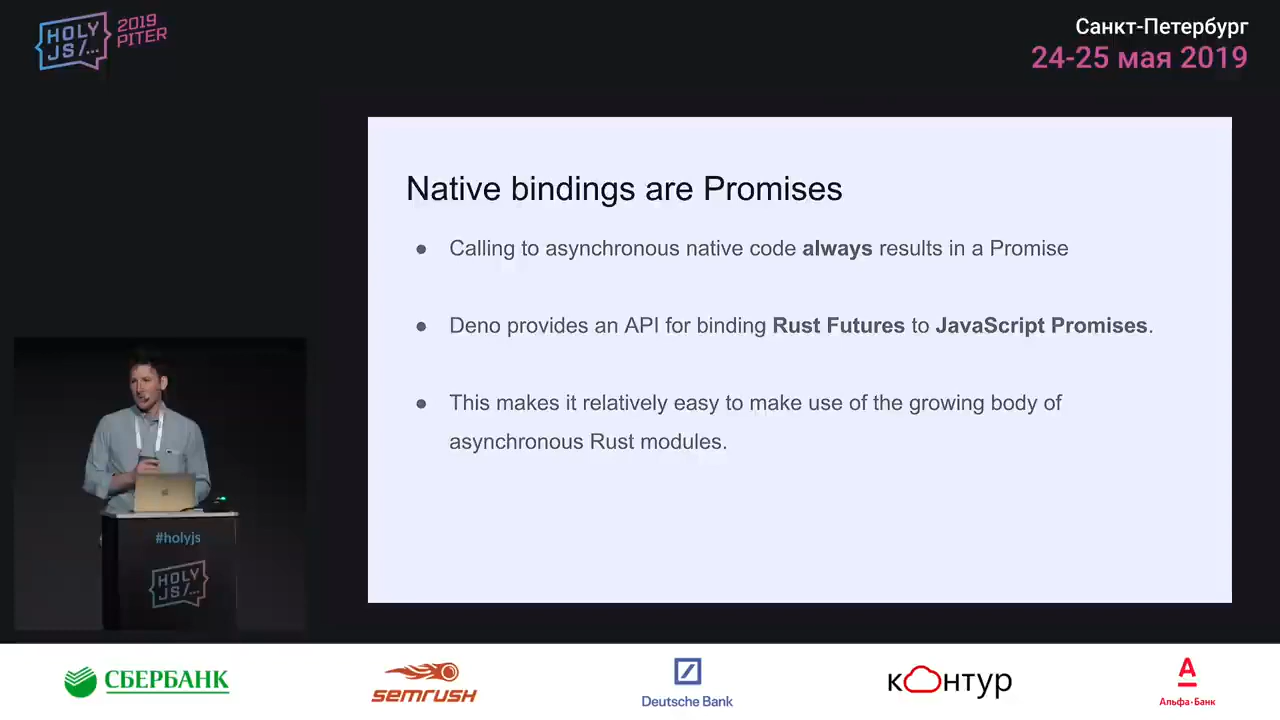 HOLY
JS/...
2019
PITER
Санкт-Петербург
24-25 мая 2019
Native bindings are Promises
● Calling to asynchronous native code always results in a Promise
● Deno provides an API for binding Rust Futures to JavaScript Promises.
● This makes it relatively easy to make use of the growing body of
asynchronous Rust modules.
#holyjs
HOLY
JS/...
СБЕРБАНК
semrush
Deutsche Bank
кОнтур
А
Альфа·Банк